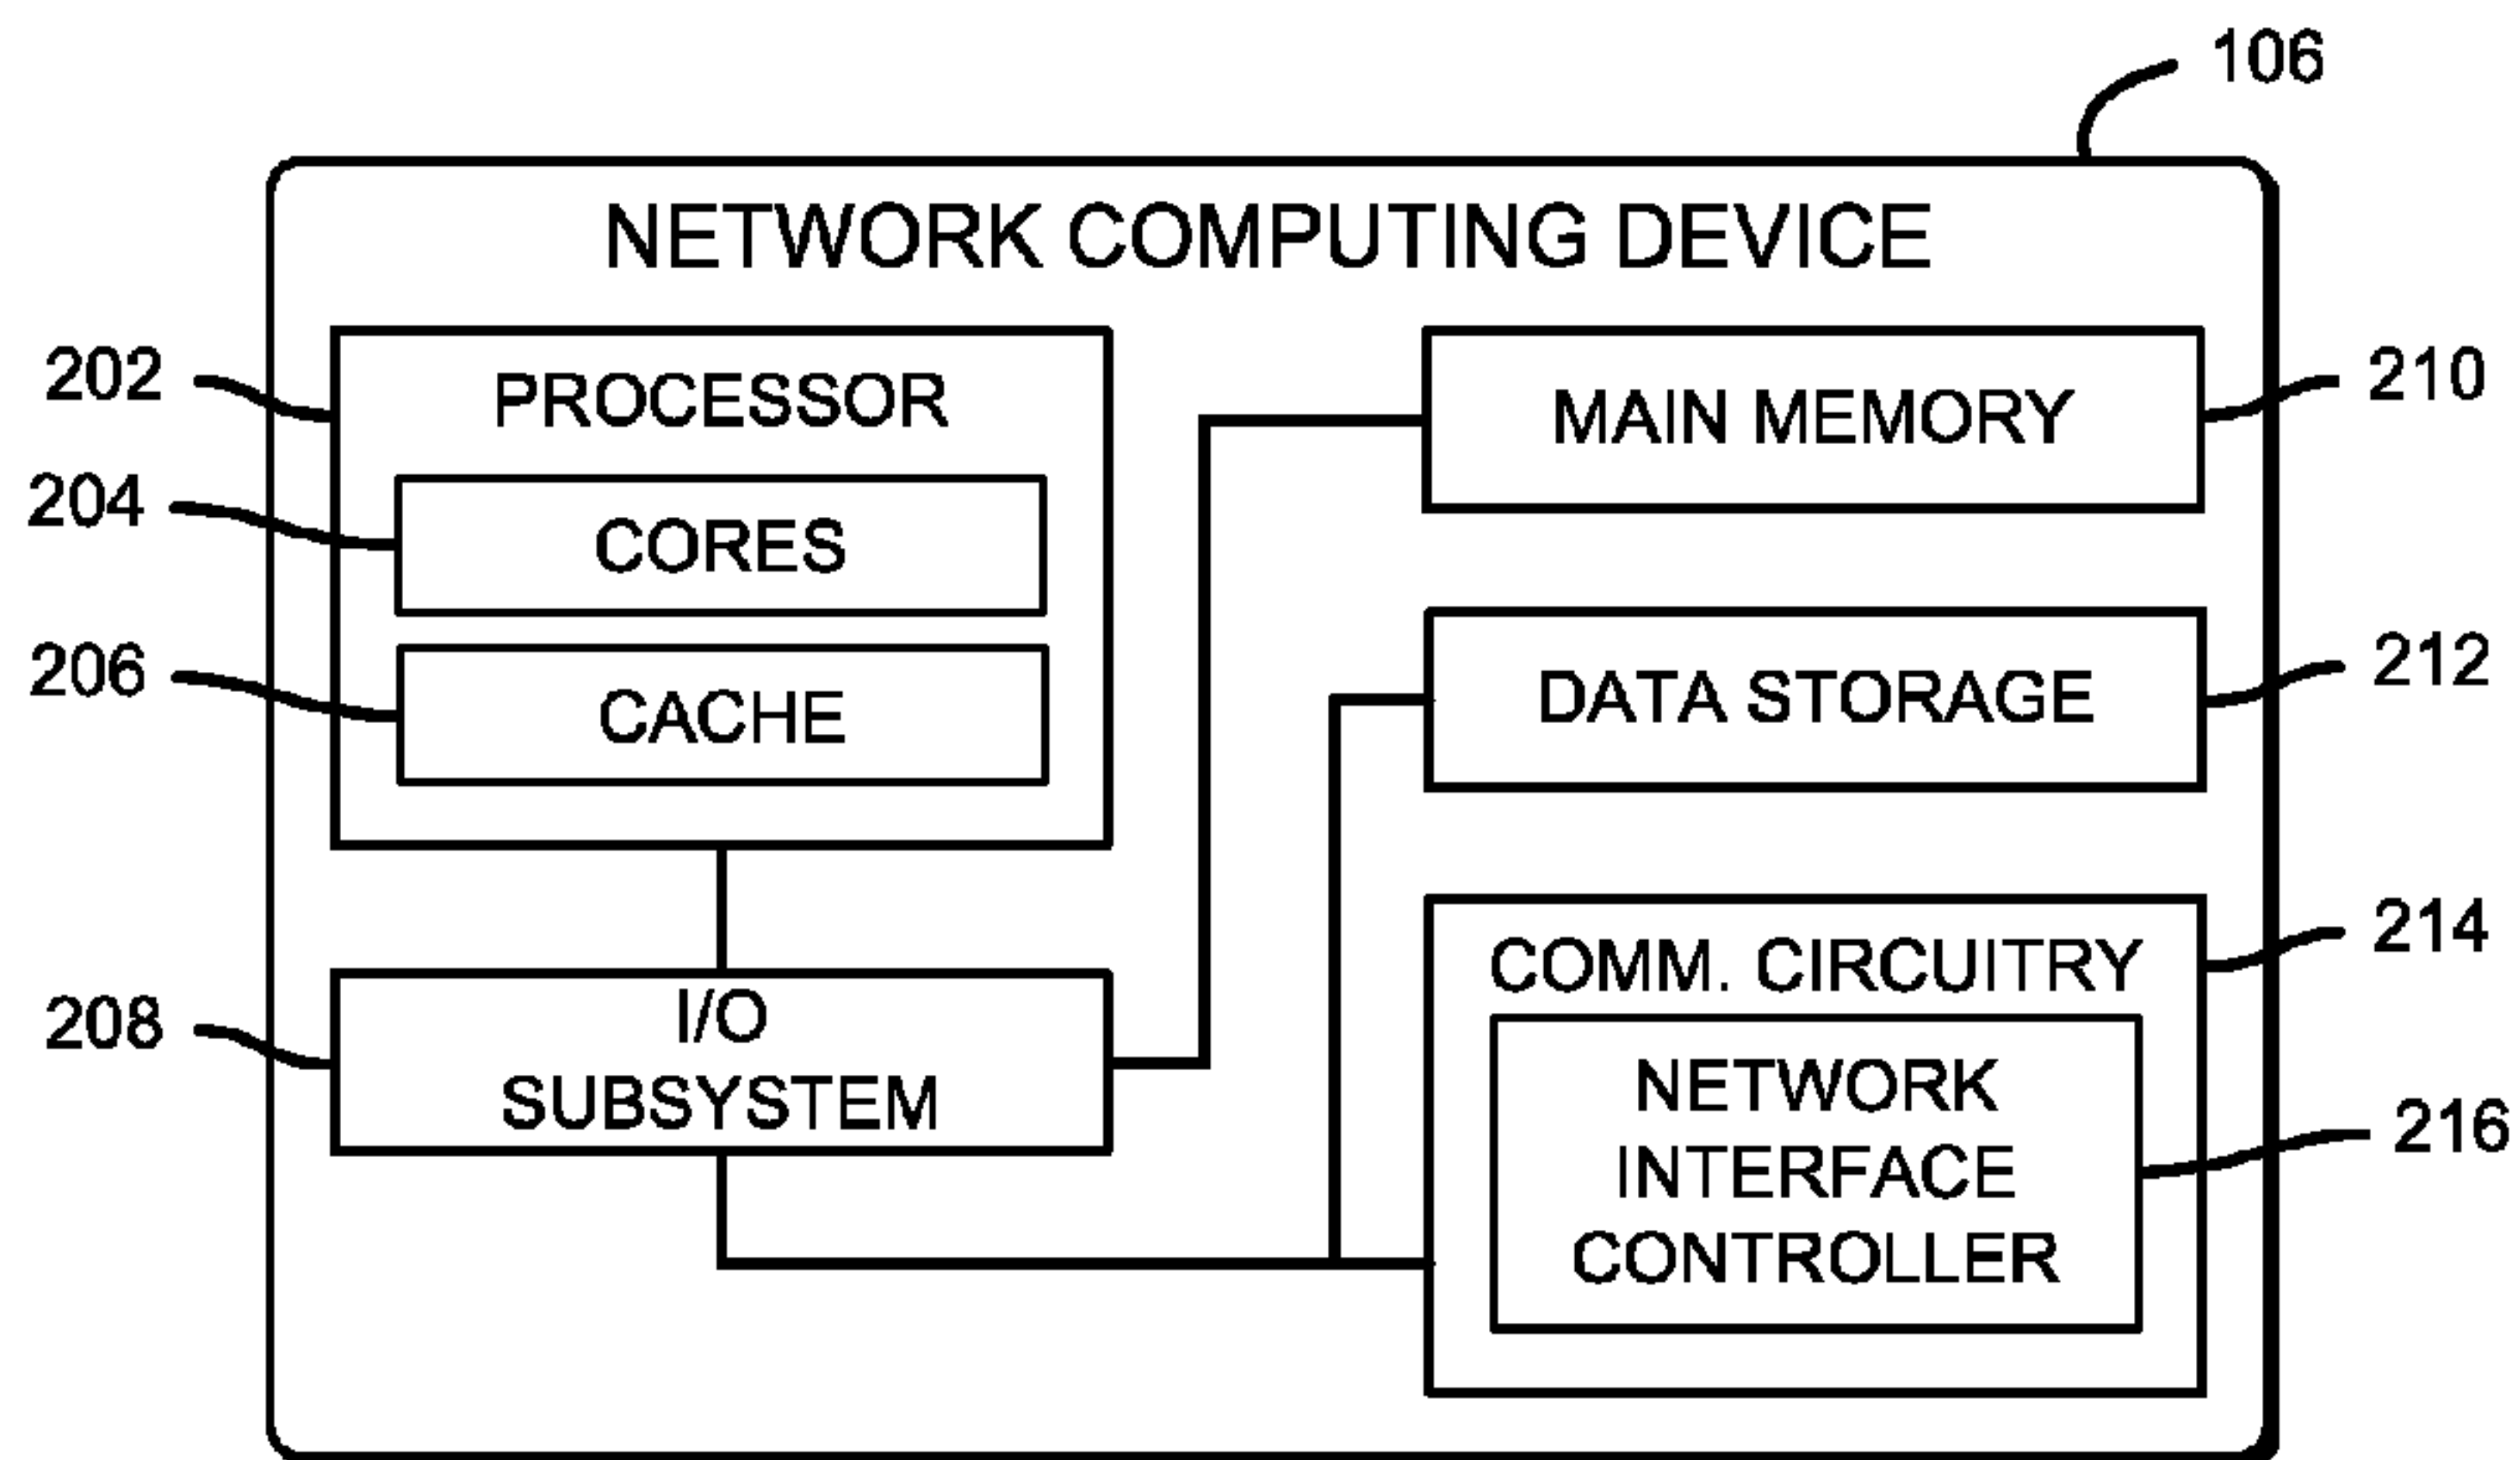 106
NETWORK COMPUTING DEVICE
202
PROCESSOR
204
CORES
206
CACHE
208
I/O
SUBSYSTEM
MAIN MEMORY
210
DATA STORAGE
212
COMM. CIRCUITRY
214
NETWORK
INTERFACE
CONTROLLER
216